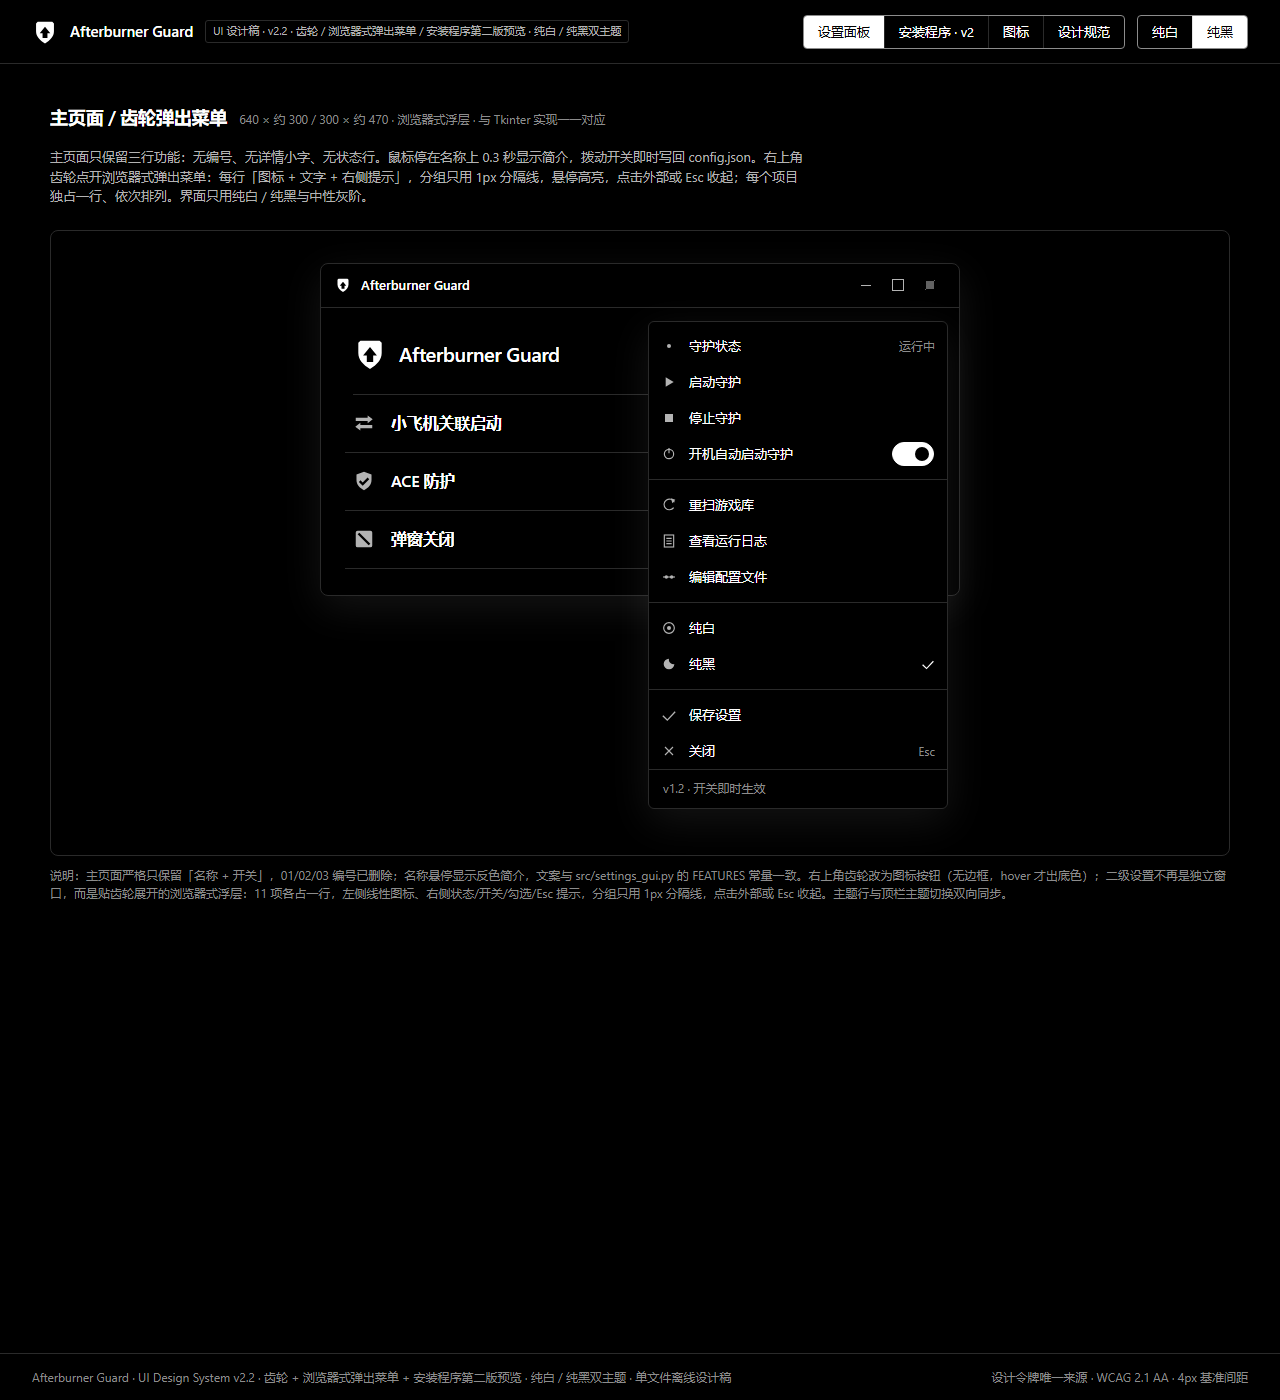 Afterburner Guard
UI 设计稿 · v2.2 · 齿轮 / 浏览器式弹出菜单 / 安装程序第二版预览 · 纯白 / 纯黑双主题
设置面板
安装程序 · v2
图标
设计规范
纯白
纯黑
主页面 / 齿轮弹出菜单
640 × 约 300 / 300 × 约 470 · 浏览器式浮层 · 与 Tkinter 实现一一对应
主页面只保留三行功能：无编号、无详情小字、无状态行。鼠标停在名称上 0.3 秒显示简介，拨动开关即时写回 config.json。右上角
齿轮点开浏览器式弹出菜单：每行「图标 + 文字 + 右侧提示」，分组只用 1px 分隔线，悬停高亮，点击外部或 Esc 收起；每个项目
独占一行、依次排列。界面只用纯白 / 纯黑与中性灰阶。
Afterburner Guard
Afterburner Guard
小飞机关联启动
ACE 防护
弹窗关闭
守护状态
运行中
启动守护
停止守护
开机自动启动守护
重扫游戏库
查看运行日志
编辑配置文件
纯白
纯黑
保存设置
关闭
Esc
v1.2 · 开关即时生效
说明：主页面严格只保留「名称 + 开关」，01/02/03 编号已删除；名称悬停显示反色简介，文案与 src/settings_gui.py 的 FEATURES 常量一致。右上角齿轮改为图标按钮（无边框，hover 才出底色）；二级设置不再是独立窗
口，而是贴齿轮展开的浏览器式浮层：11 项各占一行，左侧线性图标、右侧状态/开关/勾选/Esc 提示，分组只用 1px 分隔线，点击外部或 Esc 收起。主题行与顶栏主题切换双向同步。
Afterburner Guard · UI Design System v2.2 · 齿轮 + 浏览器式弹出菜单 + 安装程序第二版预览 · 纯白 / 纯黑双主题 · 单文件离线设计稿
设计令牌唯一来源 · WCAG 2.1 AA · 4px 基准间距